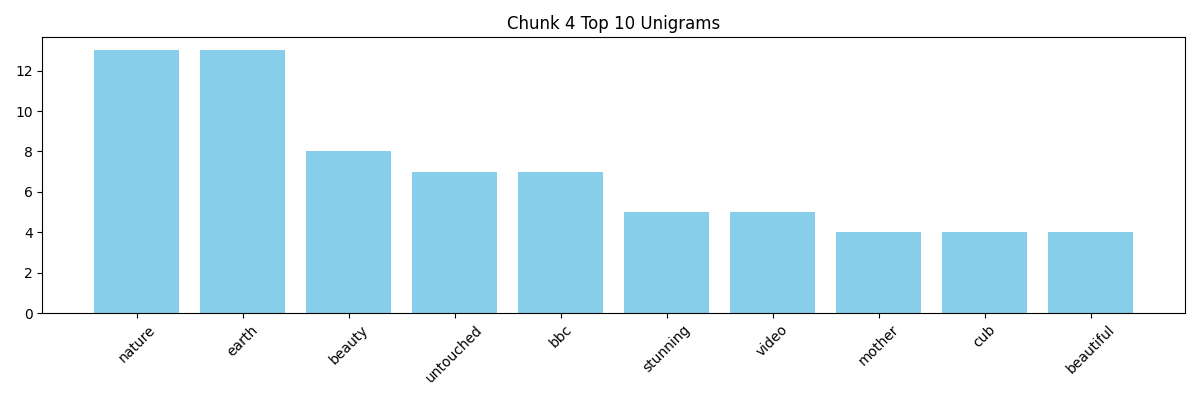 Chunk 4 Top 10 Unigrams
12
10
8
6
4
2
0
nature
earth
beauty
untouched
bbc
stunning
video
mother
cub
beautiful